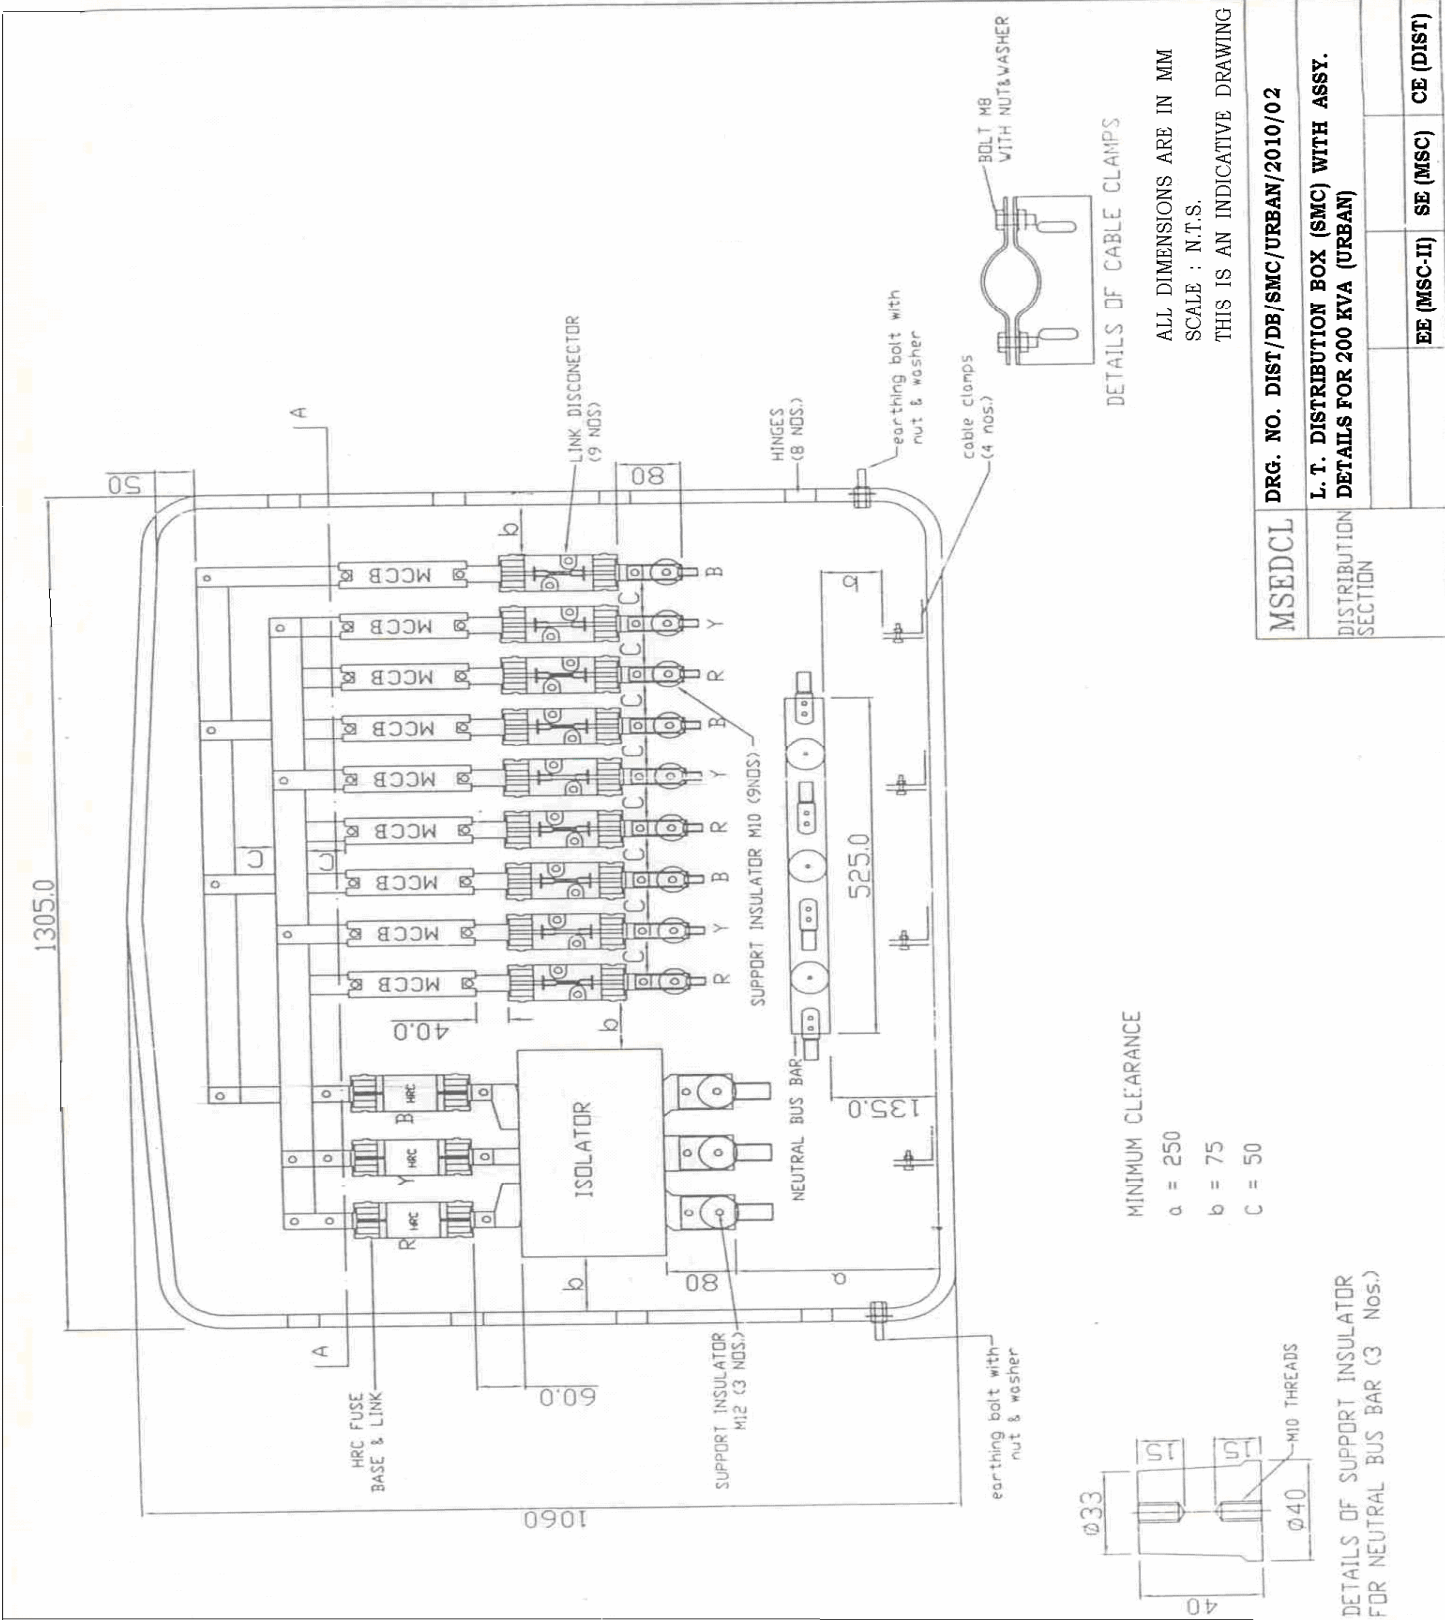 1305.0
50
A
A
LINK DISCONECTOR
(9 NOS)
80
HINGES
(8 NOS.)
earthing bolt with
nut & washer
cable clamps
(4 nos.)
MCCB
MCCB
MCCB
MCCB
MCCB
MCCB
MCCB
MCCB
MCCB
C
C
b
b
b
40.0
HRC
HRC
HRC
R
Y
B
HRC FUSE
BASE & LINK
60.0
ISOLATOR
C
C
C
C
C
C
R
Y
B
R
Y
B
R
Y
B
SUPPORT INSULATOR M10 (9NOS)
80
a
a
SUPPORT INSULATOR
M12 (3 NOS.)
NEUTRAL BUS BAR
525.0
135.0
1060
earthing bolt with
nut & washer
BOLT M8
WITH NUT&WASHER
DETAILS OF CABLE CLAMPS
MINIMUM CLEARANCE
a = 250
b = 75
C = 50
Ø33
15
15
M10 THREADS
Ø40
40
DETAILS OF SUPPORT INSULATOR
FOR NEUTRAL BUS BAR (3 Nos.)
ALL DIMENSIONS ARE IN MM
SCALE : N.T.S.
THIS IS AN INDICATIVE DRAWING
MSEDCL
DRG. NO. DIST/DB/SMC/URBAN/2010/02
DISTRIBUTION
SECTION
L. T. DISTRIBUTION BOX (SMC) WITH ASSY.
DETAILS FOR 200 KVA (URBAN)
EE (MSC-II)
SE (MSC)
CE (DIST)